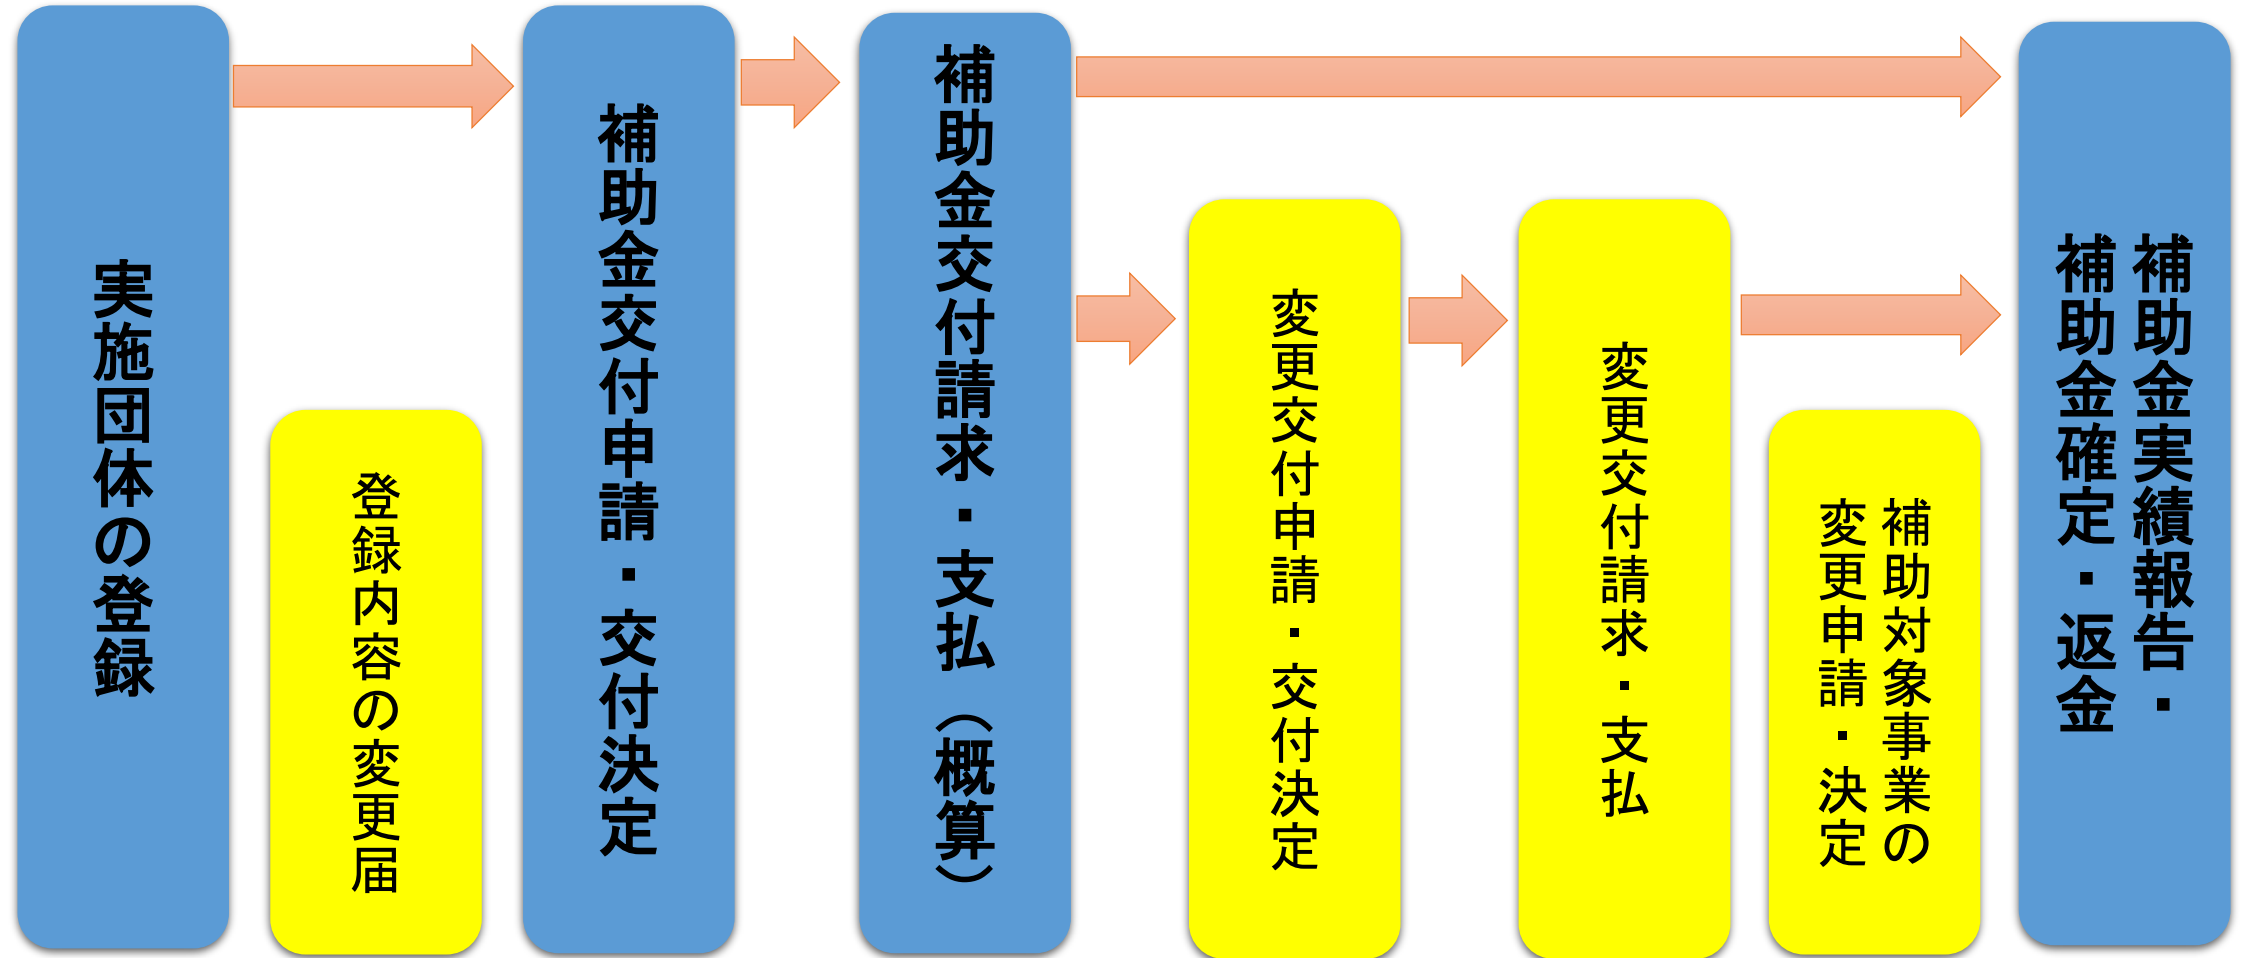 実施団体の登録
登録内容の変更届
補助金交付申請・交付決定
補助金交付請求・支払（概算）
変更交付申請・交付決定
変更交付請求・支払
補助対象事業の
変更申請・決定
補助金実績報告・
補助金確定・返金